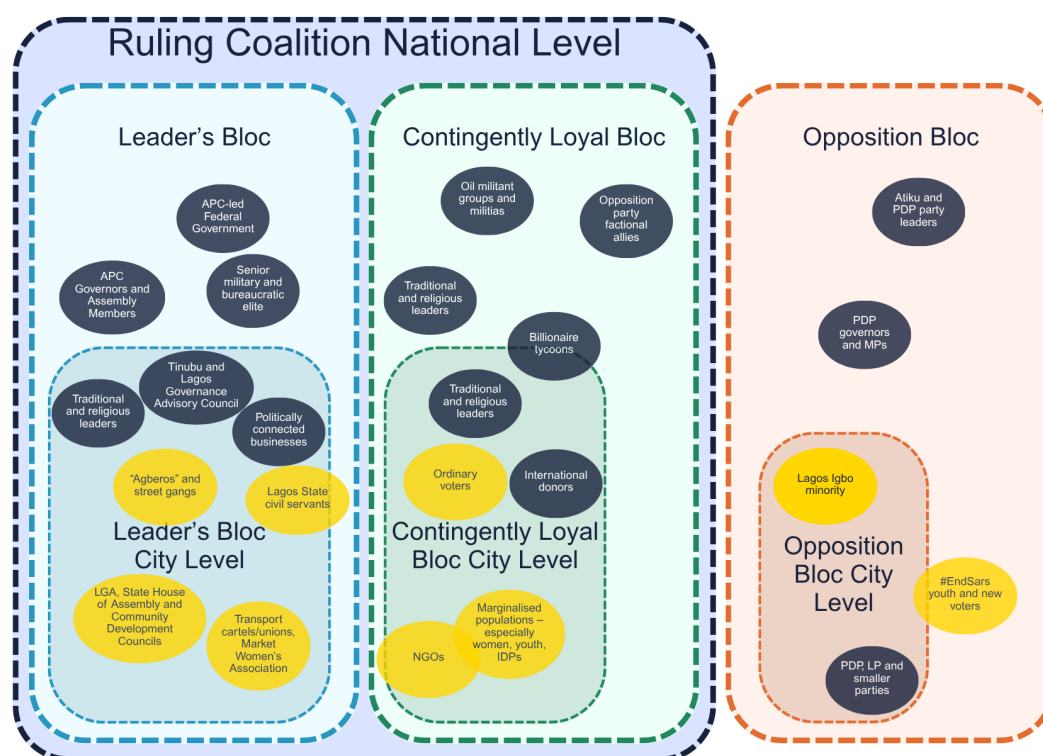 Ruling Coalition National Level
Leader’s Bloc
APC-led
Federal
Government
APC
Governors and
Assembly
Members
Senior
military and
bureaucratic
elite
Tinubu and
Lagos
Governance
Advisory Council
Traditional
and religious
leaders
Politically
connected
businesses
“Agberos” and
street gangs
Lagos State
civil servants
Leader’s Bloc
City Level
LGA, State House
of Assembly and
Community
Development
Councils
Transport
cartels/unions,
Market
Women’s
Association
Contingently Loyal Bloc
Oil militant
groups and
militias
Opposition
party
factional
allies
Traditional
and religious
leaders
Billionaire
tycoons
Traditional
and religious
leaders
Ordinary
voters
International
donors
Contingently Loyal
Bloc City Level
Marginalised
populations –
especially
women, youth,
IDPs
NGOs
Opposition Bloc
Atiku and
PDP party
leaders
PDP
governors
and MPs
Lagos Igbo
minority
Opposition
Bloc City
Level
#EndSars
youth and new
voters
PDP, LP and
smaller
parties